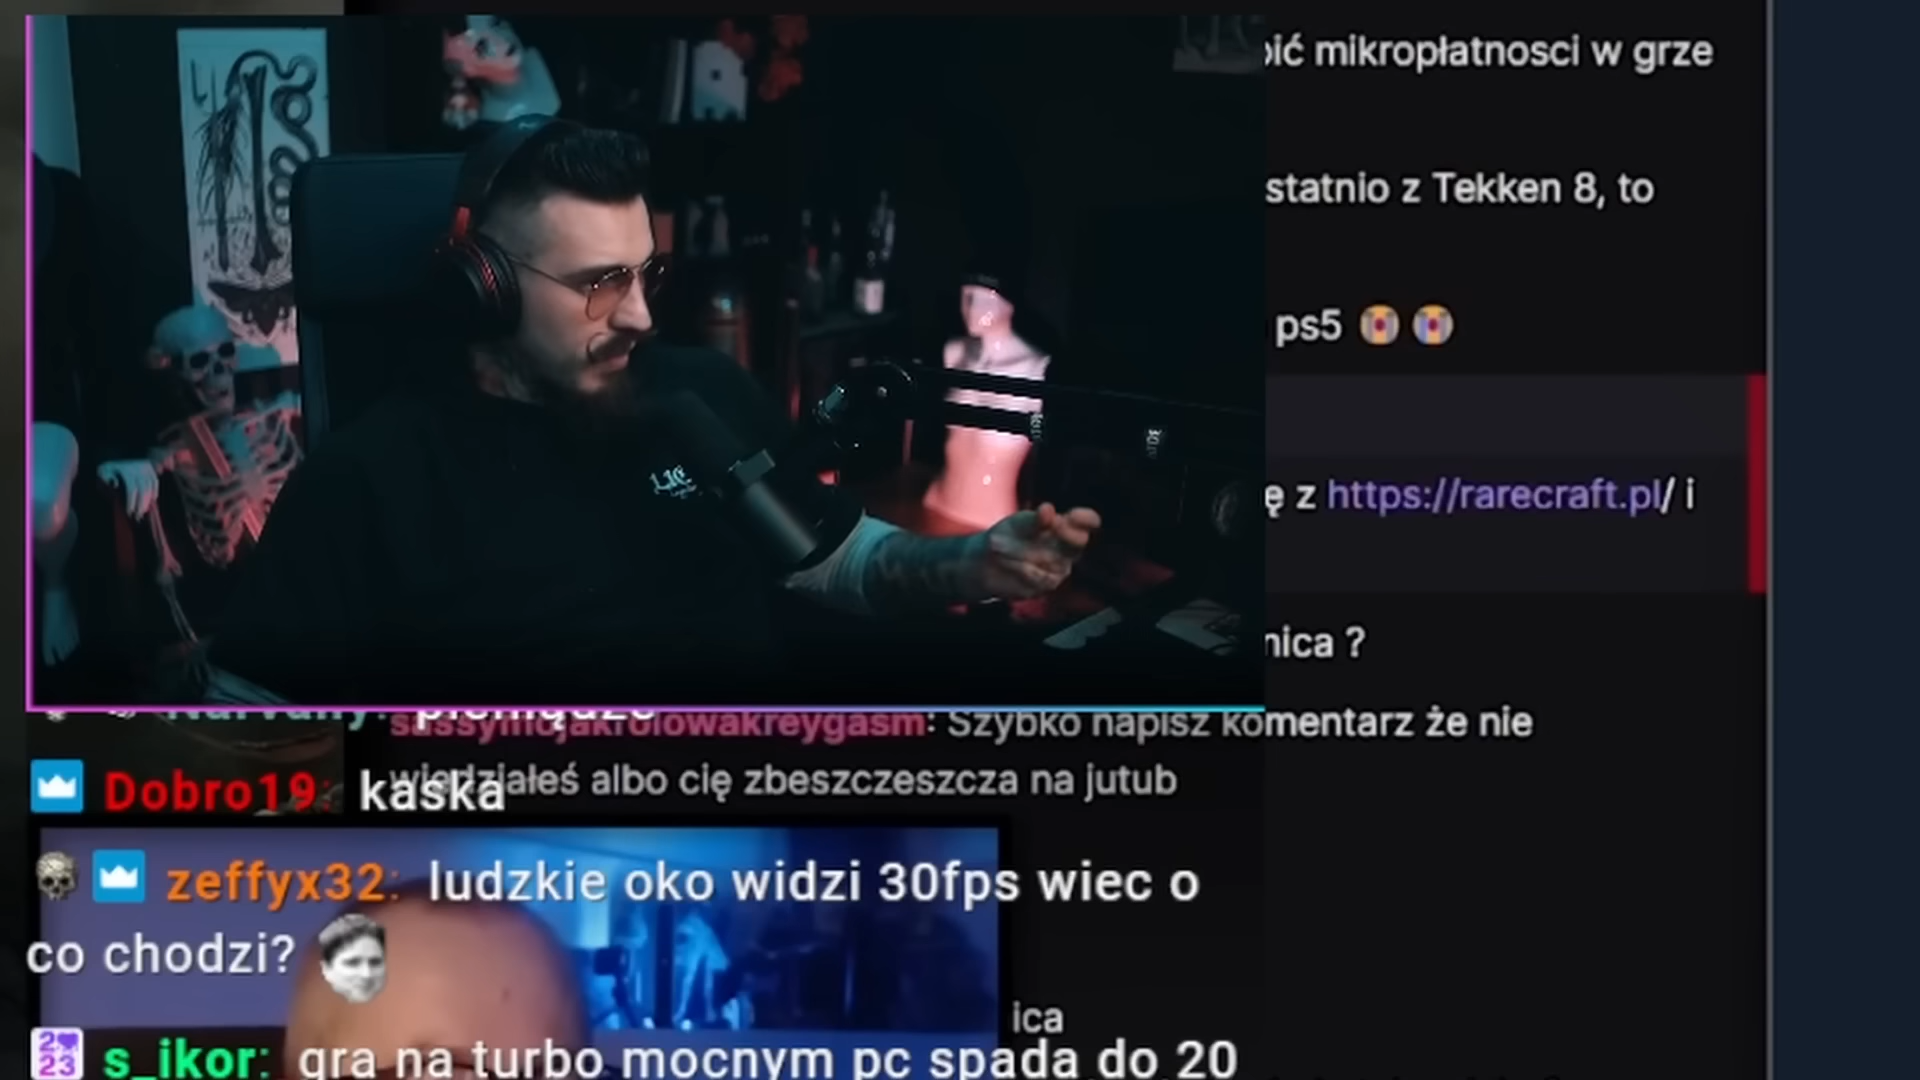 ić mikropłatnosci w grze
statnio z Tekken 8, to
ps5
ę z https://rarecraft.pl/ i
nica ?
sassyincjakrolowakreygasm: Szybko napisz komentarz że nie
wiedziałeś albo cię zbeszczeszcza na jutub
Dobro19: kaska
zeffyx32: ludzkie oko widzi 30fps wiec o
co chodzi?
ica
2023 s_ikor: gra na turbo mocnym pc spada do 20